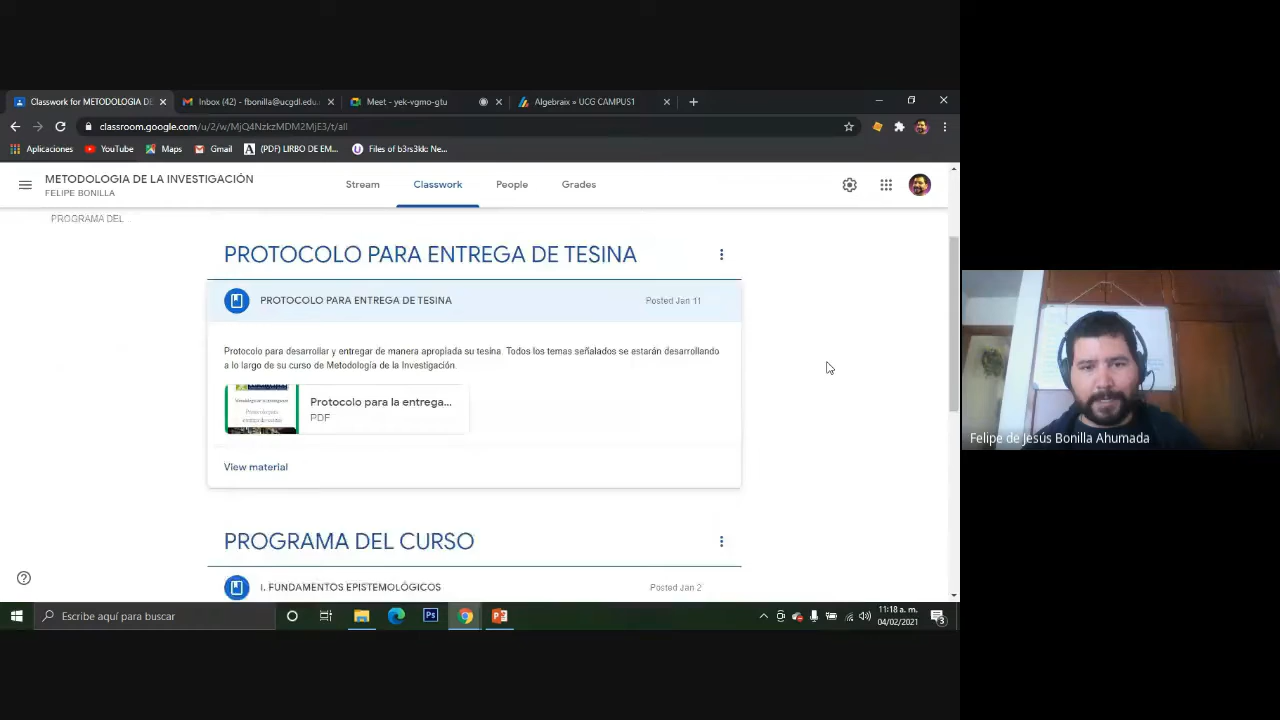 Classwork for METODOLOGIA DE
Inbox (42) - fbonilla@ucgdl.edu.
Meet - yek-vgmo-gtu
Algebraix » UCG CAMPUS1
classroom.google.com/u/2/w/MjQ4NzkzMDM2MjE3/t/all
Aplicaciones
YouTube
Maps
Gmail
(PDF) LIRBO DE EM...
Files of b3rs3klc Ne...
METODOLOGIA DE LA INVESTIGACIÓN
FELIPE BONILLA
Stream
Classwork
People
Grades
PROGRAMA DEL ...
PROTOCOLO PARA ENTREGA DE TESINA
PROTOCOLO PARA ENTREGA DE TESINA
Posted Jan 11
Protocolo para desarrollar y entregar de manera apropiada su tesina. Todos los temas señalados se estarán desarrollando
a lo largo de su curso de Metodología de la Investigación.
Protocolo para la entrega...
PDF
View material
PROGRAMA DEL CURSO
I. FUNDAMENTOS EPISTEMOLÓGICOS
Posted Jan 2
Escribe aquí para buscar
11:18 a. m.
04/02/2021
3
Felipe de Jesús Bonilla Ahumada